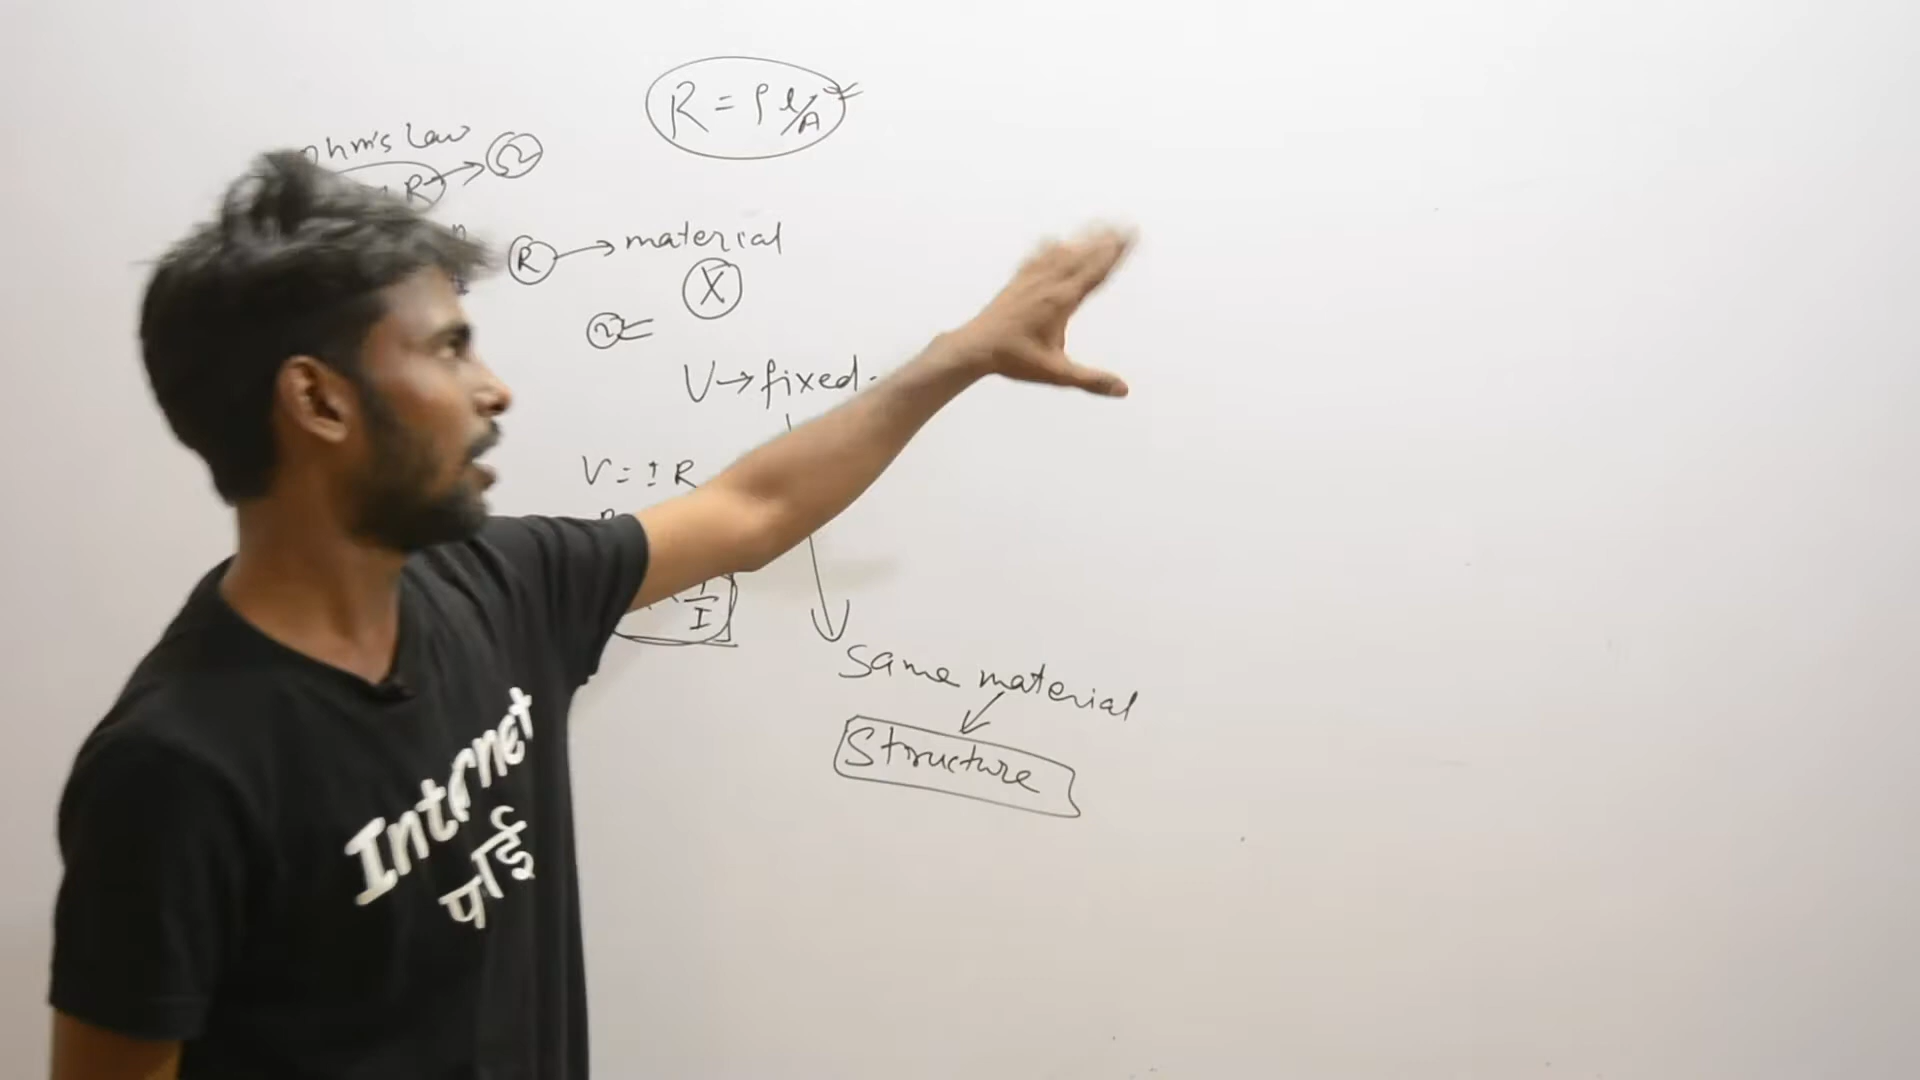 R = ρ l/A
ohm's Law
R → Ω
R → material
X
V → fixed.
V = I R
I
Same material
Structure
Internet
पढाई